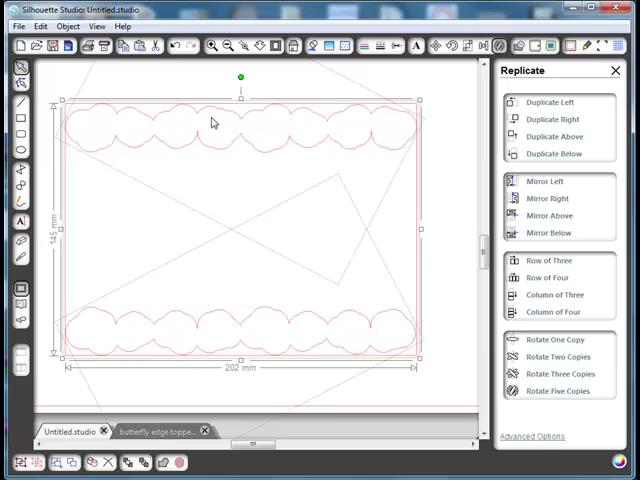 Silhouette Studio: Untitled.studio
File Edit Object View Help
Replicate
Duplicate Left
Duplicate Right
Duplicate Above
Duplicate Below
Mirror Left
Mirror Right
Mirror Above
Mirror Below
Row of Three
Row of Four
Column of Three
Column of Four
Rotate One Copy
Rotate Two Copies
Rotate Three Copies
Rotate Five Copies
Advanced Options
145 mm
202 mm
Untitled.studio
butterfly edge toppe...